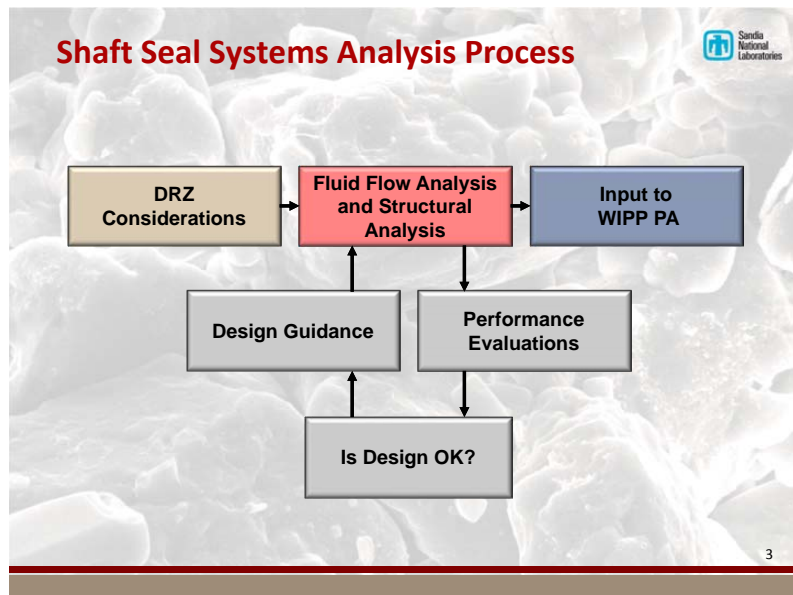 Shaft Seal Systems Analysis Process
Sandia
National
Laboratories
DRZ
Considerations
Fluid Flow Analysis
and Structural
Analysis
Input to
WIPP PA
Design Guidance
Performance
Evaluations
Is Design OK?
3